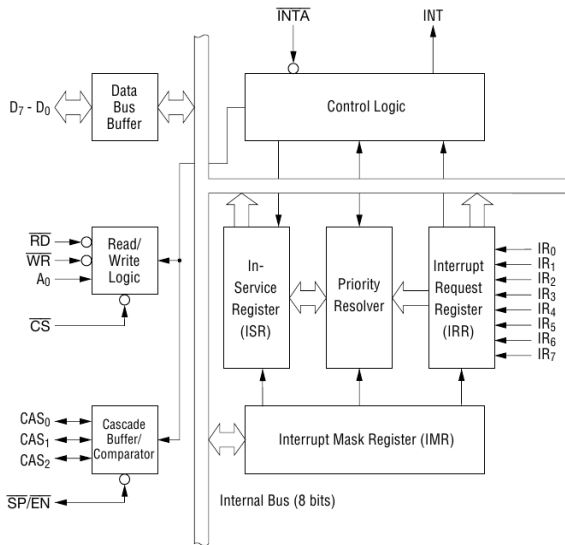 INTA
INT
D7 - D0
Data
Bus
Buffer
Control Logic
RD
WR
A0
Read/
Write
Logic
CS
In-
Service
Register
(ISR)
Priority
Resolver
Interrupt
Request
Register
(IRR)
IR0
IR1
IR2
IR3
IR4
IR5
IR6
IR7
CAS0
CAS1
CAS2
Cascade
Buffer/
Comparator
Interrupt Mask Register (IMR)
SP/EN
Internal Bus (8 bits)